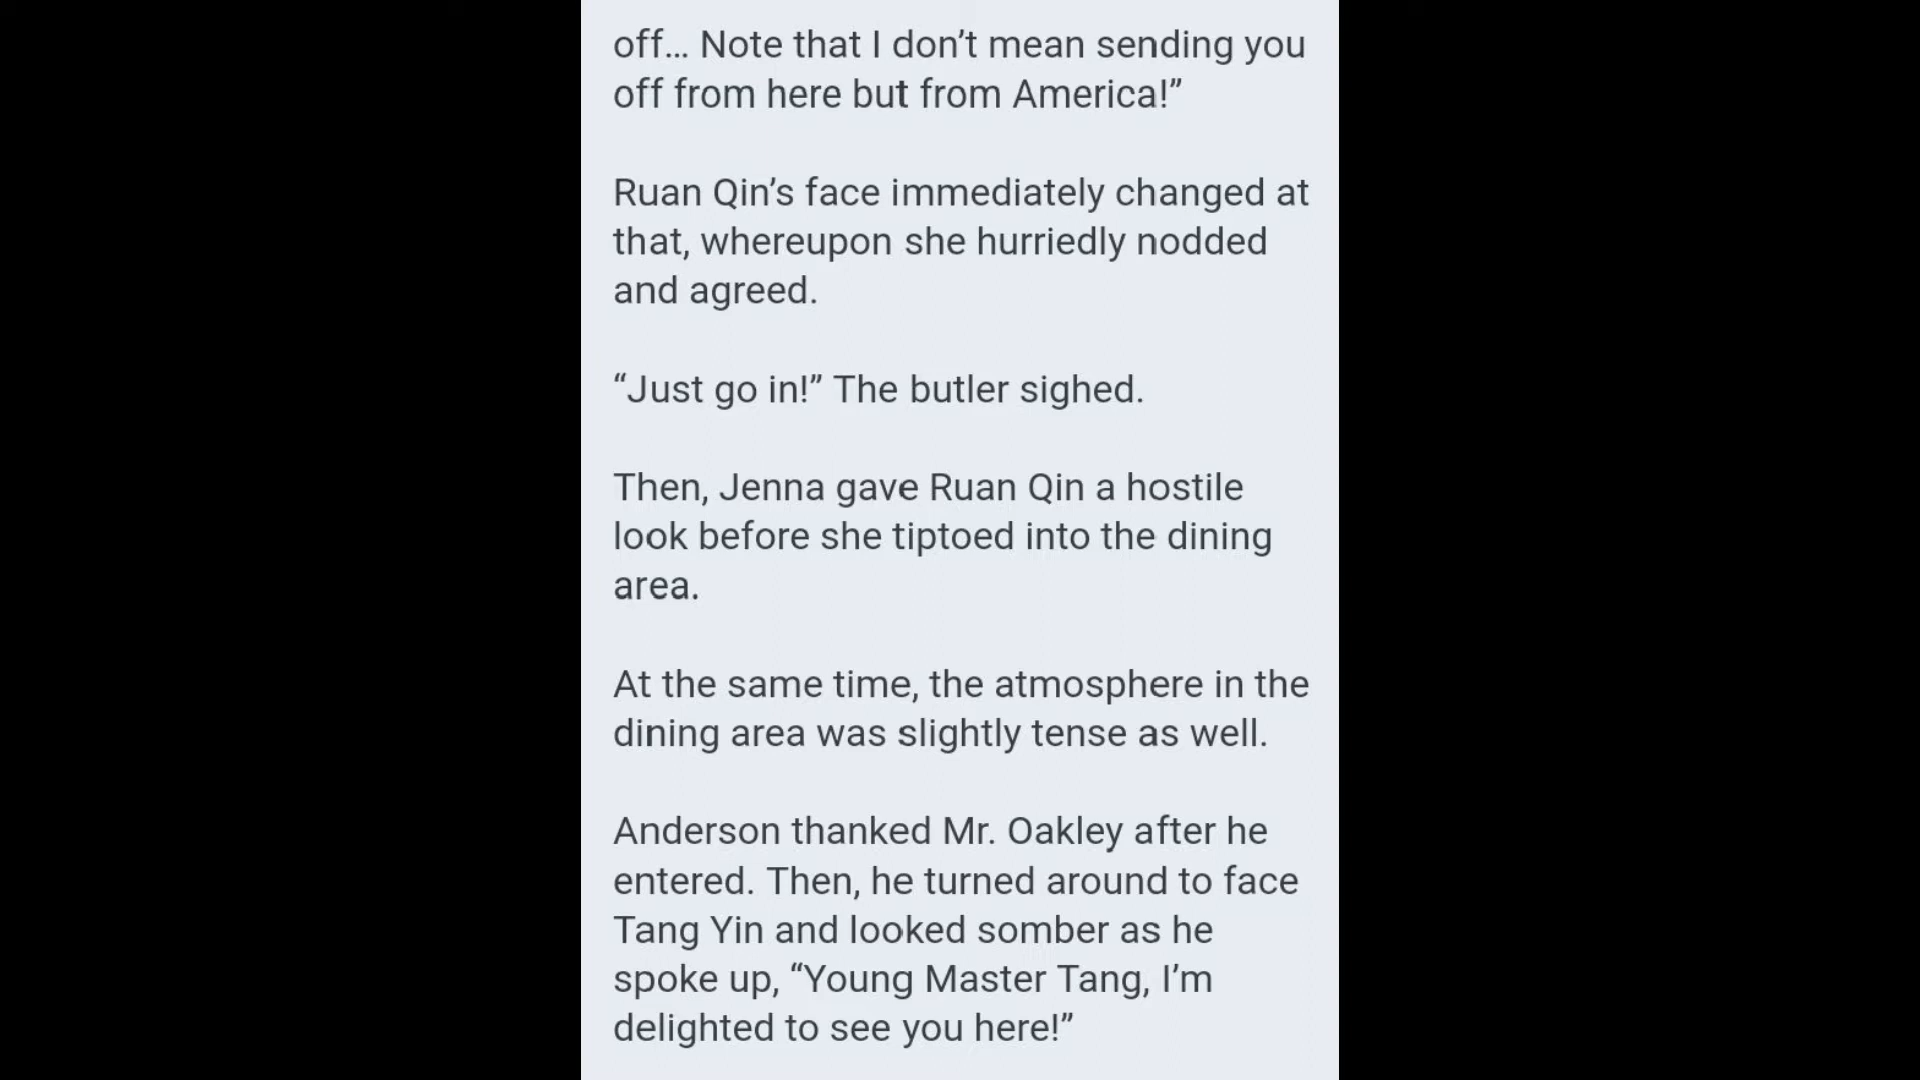 off… Note that I don’t mean sending you
off from here but from America!”
Ruan Qin’s face immediately changed at
that, whereupon she hurriedly nodded
and agreed.
“Just go in!” The butler sighed.
Then, Jenna gave Ruan Qin a hostile
look before she tiptoed into the dining
area.
At the same time, the atmosphere in the
dining area was slightly tense as well.
Anderson thanked Mr. Oakley after he
entered. Then, he turned around to face
Tang Yin and looked somber as he
spoke up, “Young Master Tang, I’m
delighted to see you here!”